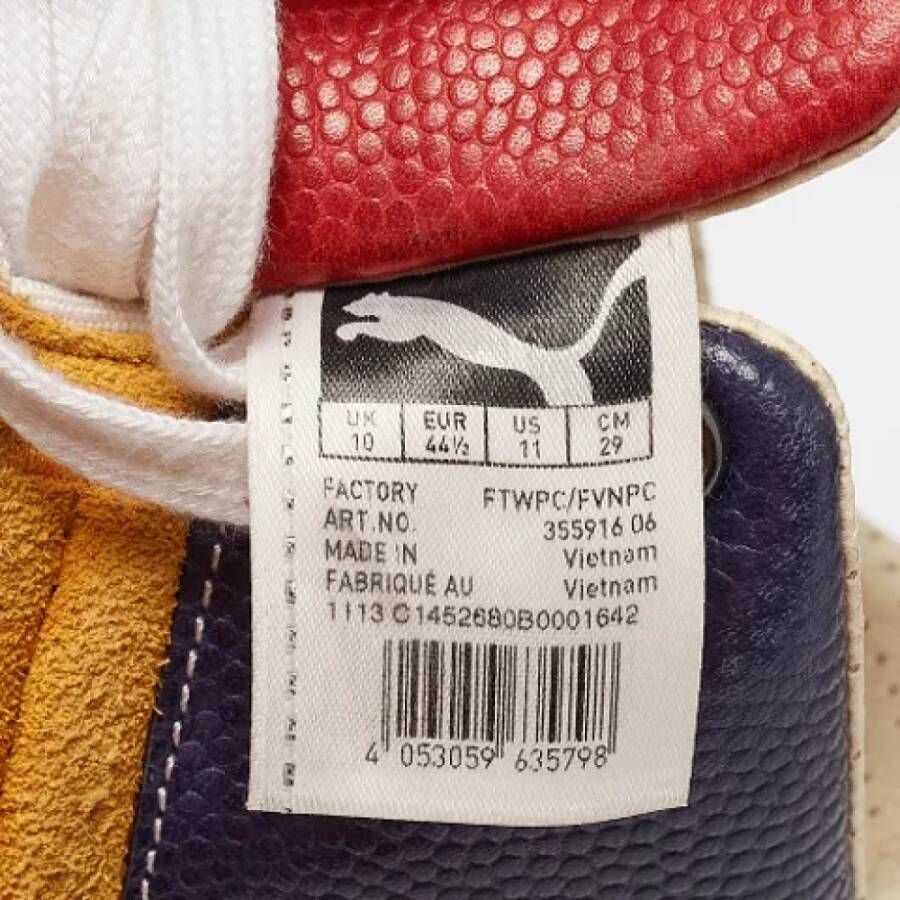 UK EUR US CM
10 44½ 11 29
FACTORY FTWPC/FVNPC
ART.NO. 355916 06
MADE IN Vietnam
FABRIQUÉ AU Vietnam
1113 C1452680B0001642
4 053059 635798